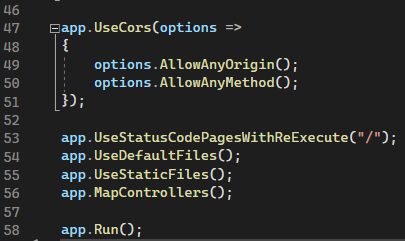 46
47 app.UseCors(options =>
48 {
49     options.AllowAnyOrigin();
50     options.AllowAnyMethod();
51 });
52
53 app.UseStatusCodePagesWithReExecute("/");
54 app.UseDefaultFiles();
55 app.UseStaticFiles();
56 app.MapControllers();
57
58 app.Run();